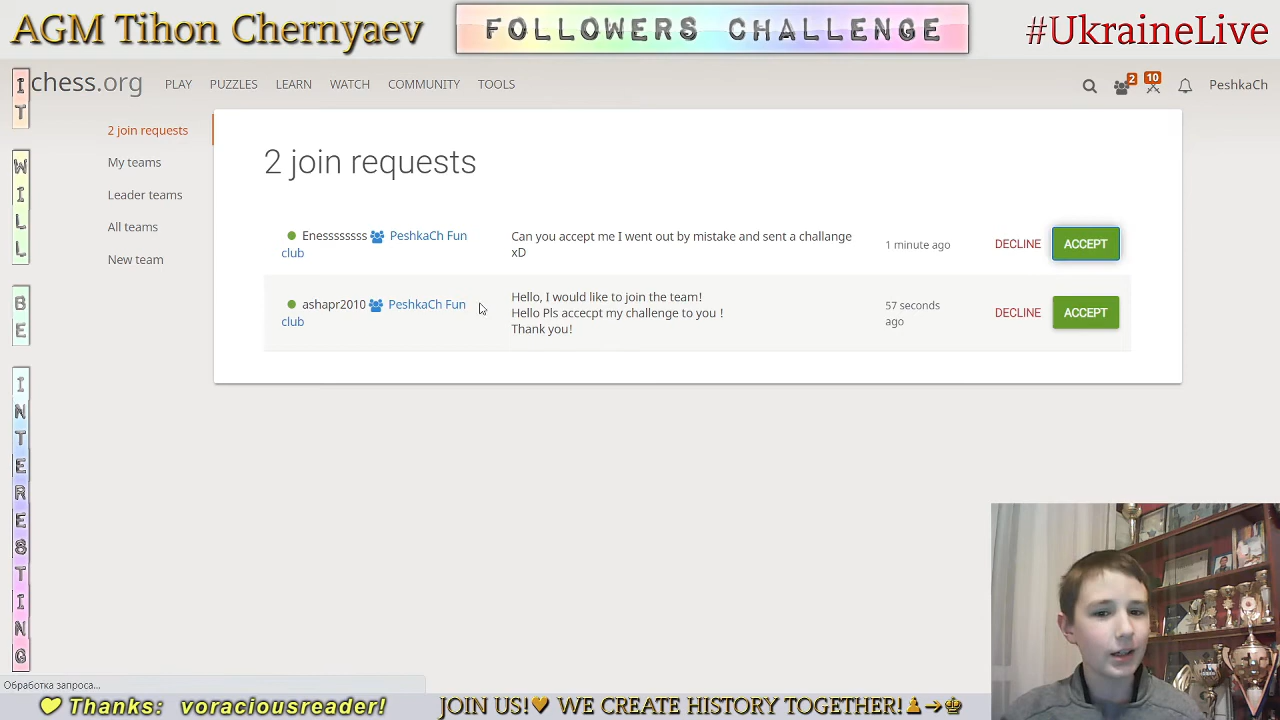 AGM Tihon Chernyaev
FOLLOWERS CHALLENGE
#UkraineLive
chess.org
PLAY
PUZZLES
LEARN
WATCH
COMMUNITY
TOOLS
2
10
PeshkaCh
IT
WILL
BE
INTERESTING
2 join requests
My teams
Leader teams
All teams
New team
2 join requests
Enesssssss PeshkaCh Fun
club
Can you accept me I went out by mistake and sent a challange
xD
1 minute ago
DECLINE
ACCEPT
ashapr2010 PeshkaCh Fun
club
Hello, I would like to join the team!
Hello Pls accecpt my challenge to you !
Thank you!
57 seconds
ago
DECLINE
ACCEPT
Обработка запроса...
Thanks: voraciousreader!
JOIN US! WE CREATE HISTORY TOGETHER!